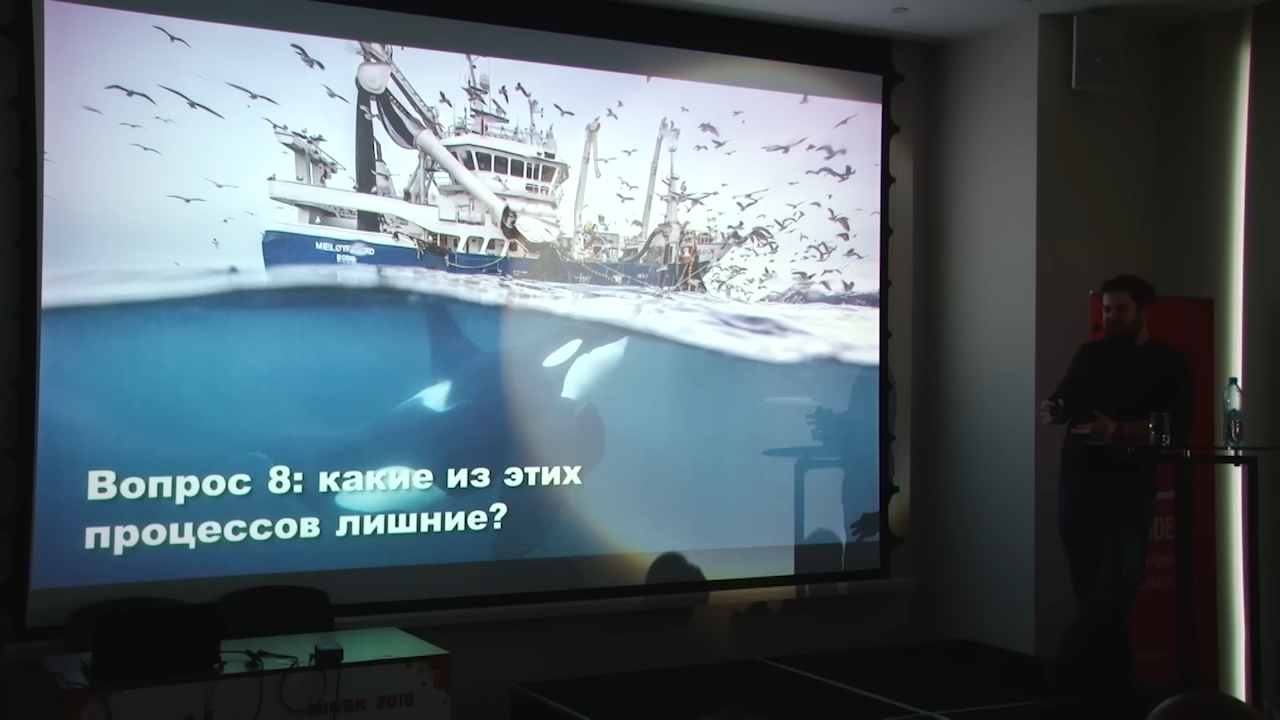 Вопрос 8: какие из этих
процессов лишние?
MINSK 2016